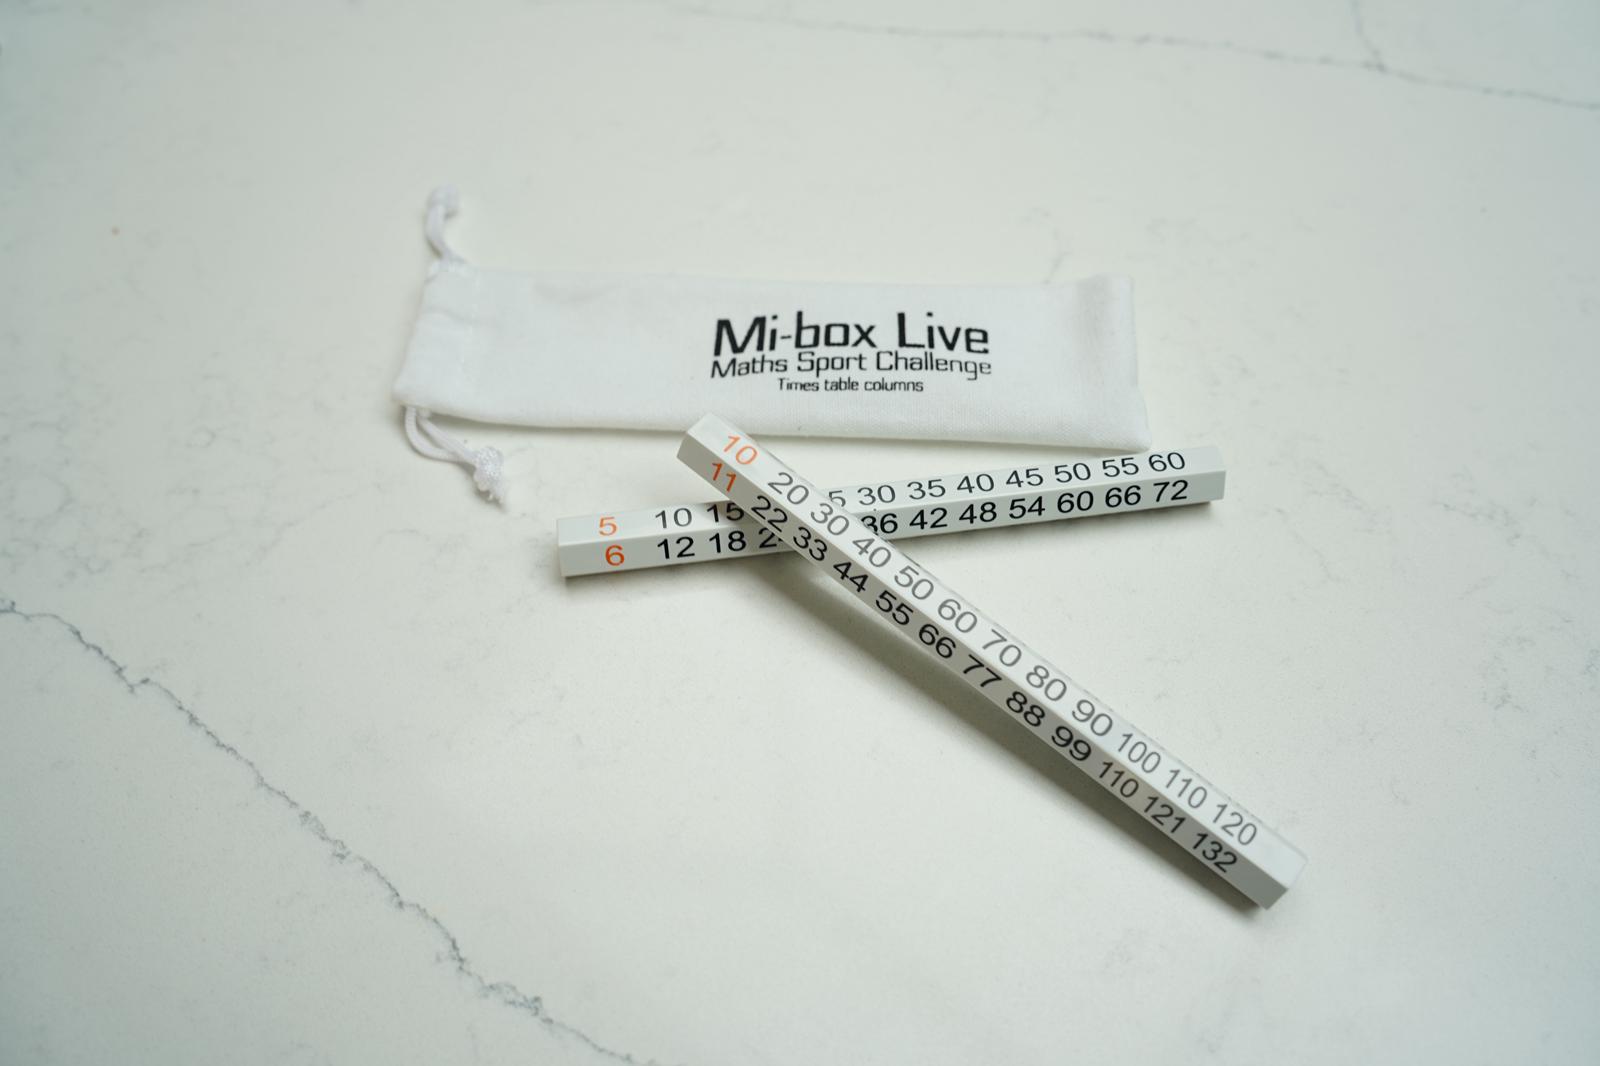 Mi-box Live
Maths Sport Challenge
Times table columns
10 20 30 40 50 60 70 80 90 100 110 120
11 22 33 44 55 66 77 88 99 110 121 132
5 10 15 5 30 35 40 45 50 55 60
6 12 18 2 36 42 48 54 60 66 72